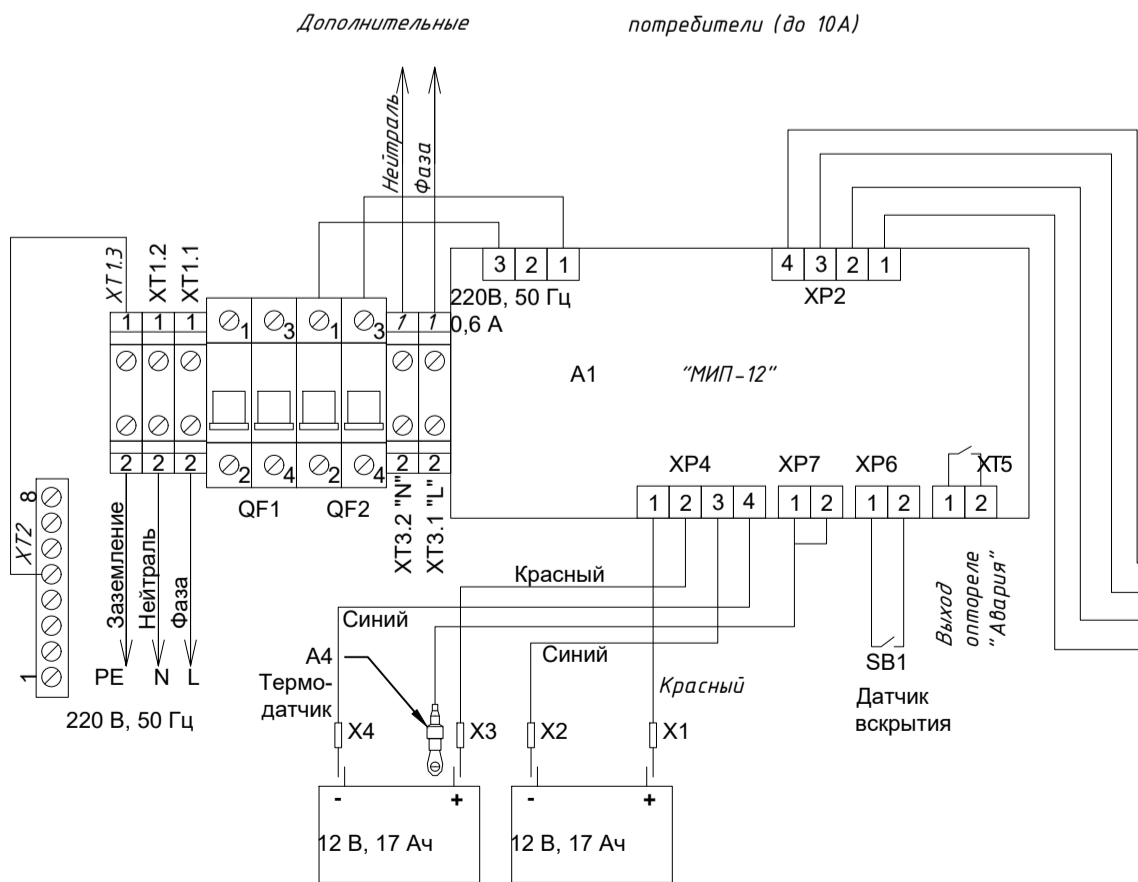 Дополнительные потребители (до 10А)
Нейтраль
Фаза
XT1.3
XT1.2
XT1.1
3 2 1
4 3 2 1
220В, 50 Гц
0,6 А
XP2
1 1 1
1 3 1 3
1 1
А1
"МИП-12"
2 2 2
2 4 2 4
2 2
QF1
QF2
XT3.2 "N"
XT3.1 "L"
XP4
XP7
XP6
XT5
1 2 3 4
1 2
1 2
1 2
8
XT2
1
Заземление
Нейтраль
Фаза
PE N L
220 В, 50 Гц
Красный
Синий
Синий
Красный
А4
Термо-
датчик
SB1
Датчик
вскрытия
Выход
оптореле
"Авария"
X4
X3
X2
X1
- +
- +
12 В, 17 Ач
12 В, 17 Ач